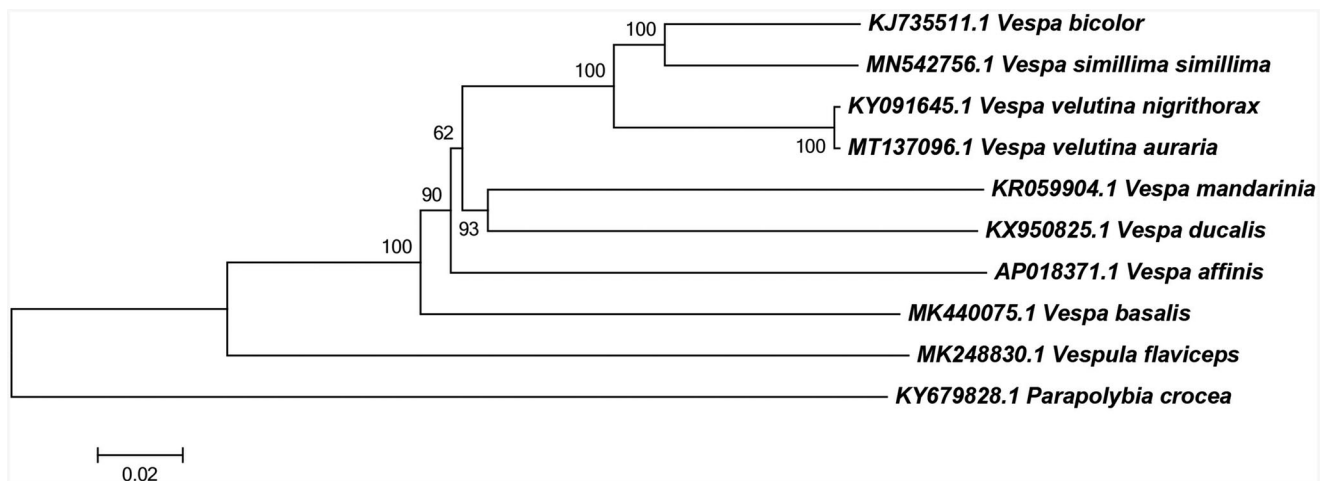 100
KJ735511.1 Vespa bicolor
MN542756.1 Vespa simillima simillima
100
KY091645.1 Vespa velutina nigrithorax
100
MT137096.1 Vespa velutina auraria
62
KR059904.1 Vespa mandarinia
90
93
KX950825.1 Vespa ducalis
100
AP018371.1 Vespa affinis
MK440075.1 Vespa basalis
MK248830.1 Vespula flaviceps
KY679828.1 Parapolybia crocea
0.02